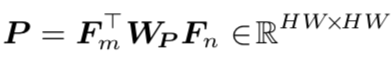 P = F_m^⊤ W_P F_n ∈ ℝ^{HW×HW}